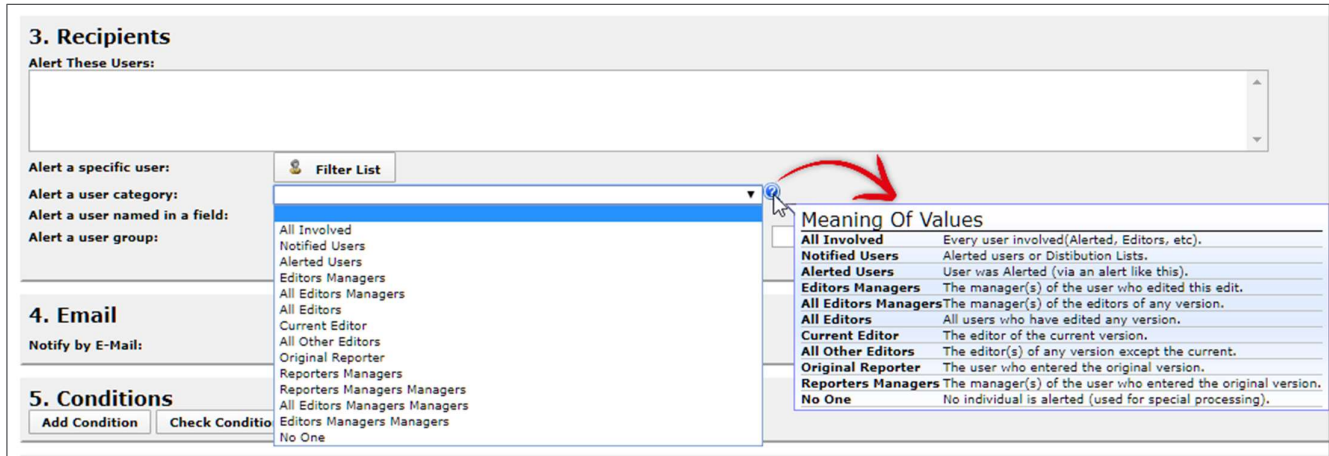 3. Recipients
Alert These Users:
Alert a specific user:
Filter List
Alert a user category:
Alert a user named in a field:
Alert a user group:
All Involved
Notified Users
Alerted Users
Editors Managers
All Editors Managers
All Editors
Current Editor
All Other Editors
Original Reporter
Reporters Managers
Reporters Managers Managers
All Editors Managers Managers
Editors Managers Managers
No One
Meaning Of Values
All Involved Every user involved(Alerted, Editors, etc).
Notified Users Alerted users or Distibution Lists.
Alerted Users User was Alerted (via an alert like this).
Editors Managers The manager(s) of the user who edited this edit.
All Editors Managers The manager(s) of the editors of any version.
All Editors All users who have edited any version.
Current Editor The editor of the current version.
All Other Editors The editor(s) of any version except the current.
Original Reporter The user who entered the original version.
Reporters Managers The manager(s) of the user who entered the original version.
No One No individual is alerted (used for special processing).
4. Email
Notify by E-Mail:
5. Conditions
Add Condition Check Conditio